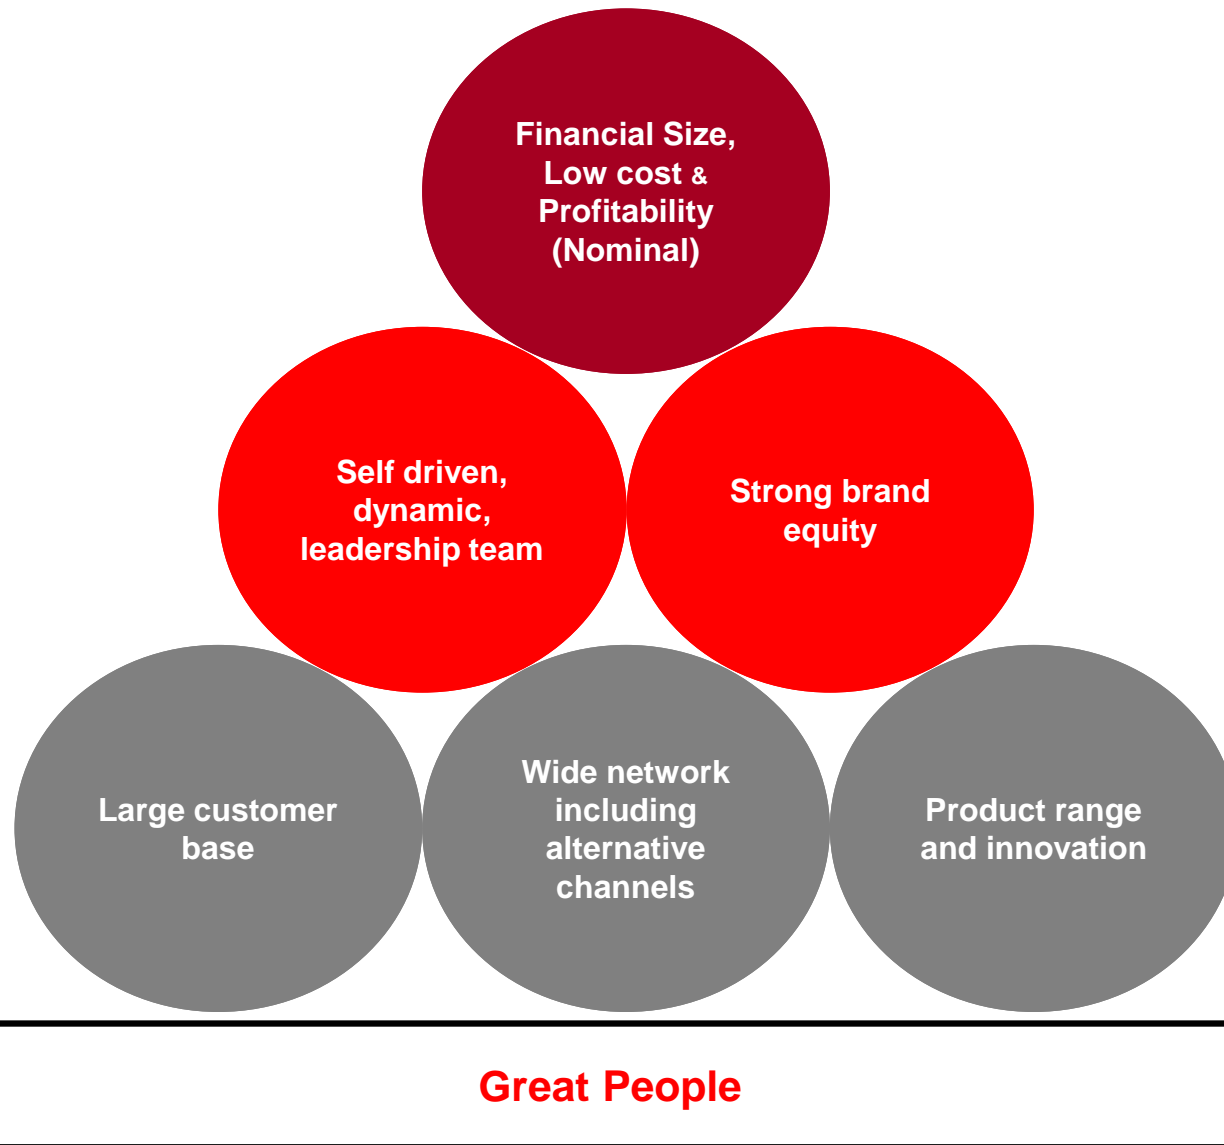 Financial Size,
Low cost &
Profitability
(Nominal)
Self driven,
dynamic,
leadership team
Strong brand
equity
Large customer
base
Wide network
including
alternative
channels
Product range
and innovation
Great People